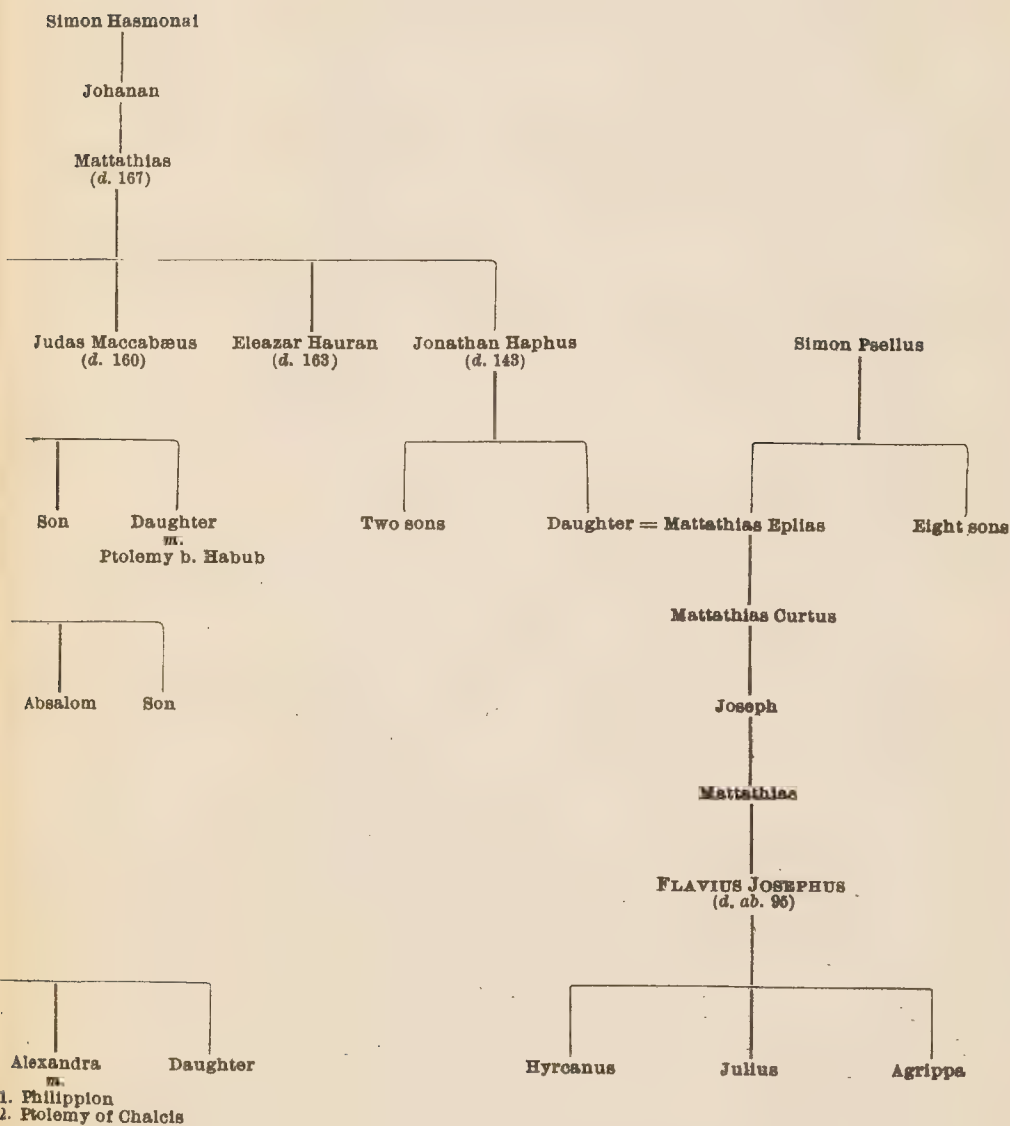 Simon Hasmonai
Johanan
Mattathias
(d. 167)
Judas Maccabæus Eleazar Hauran Jonathan Haphus Simon Psellus
(d. 160) (d. 163) (d. 143)
Son Daughter Two sons Daughter = Mattathias Eplias Eight sons
m.
Ptolemy b. Habub
Mattathias Curtus
Absalom Son Joseph
Mattathias
FLAVIUS JOSEPHUS
(d. ab. 95)
Alexandra Daughter Hyrcanus Julius Agrippa
m.
1. Philippion
2. Ptolemy of Chalcis